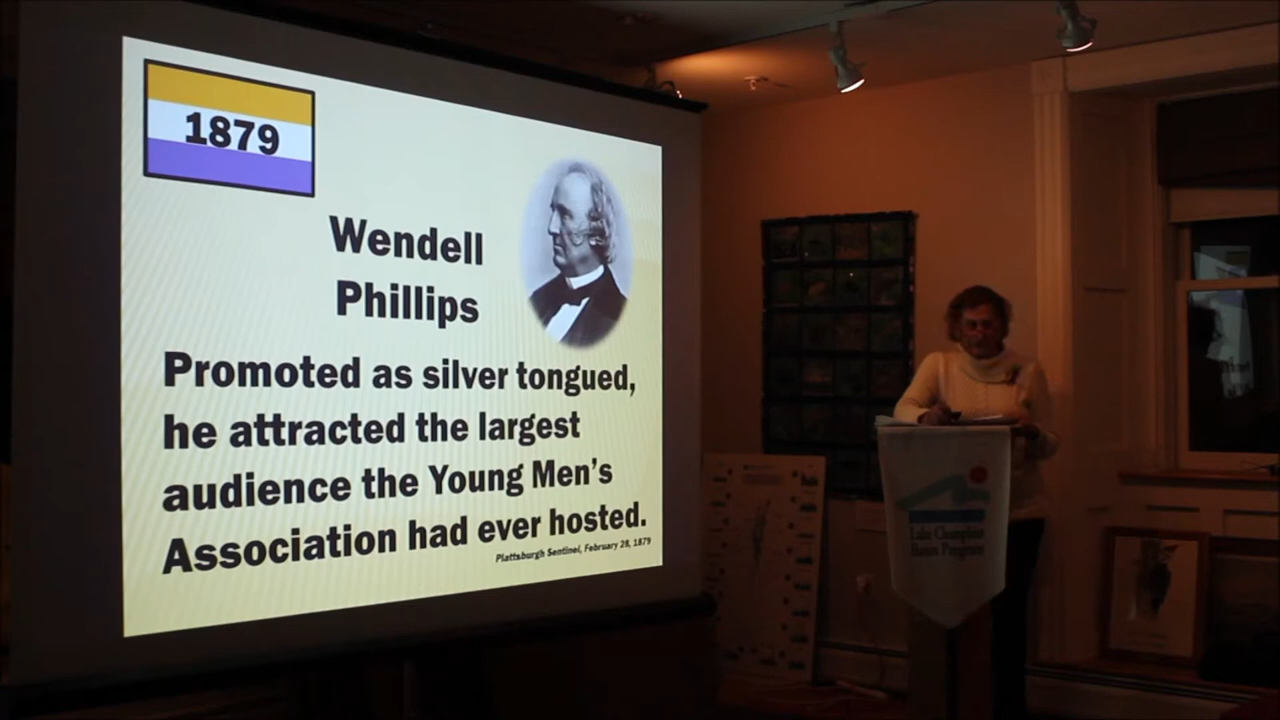 1879
Wendell
Phillips
Promoted as silver tongued,
he attracted the largest
audience the Young Men's
Association had ever hosted.
Plattsburgh Sentinel, February 28, 1879
Lake Champlain
Basin Program